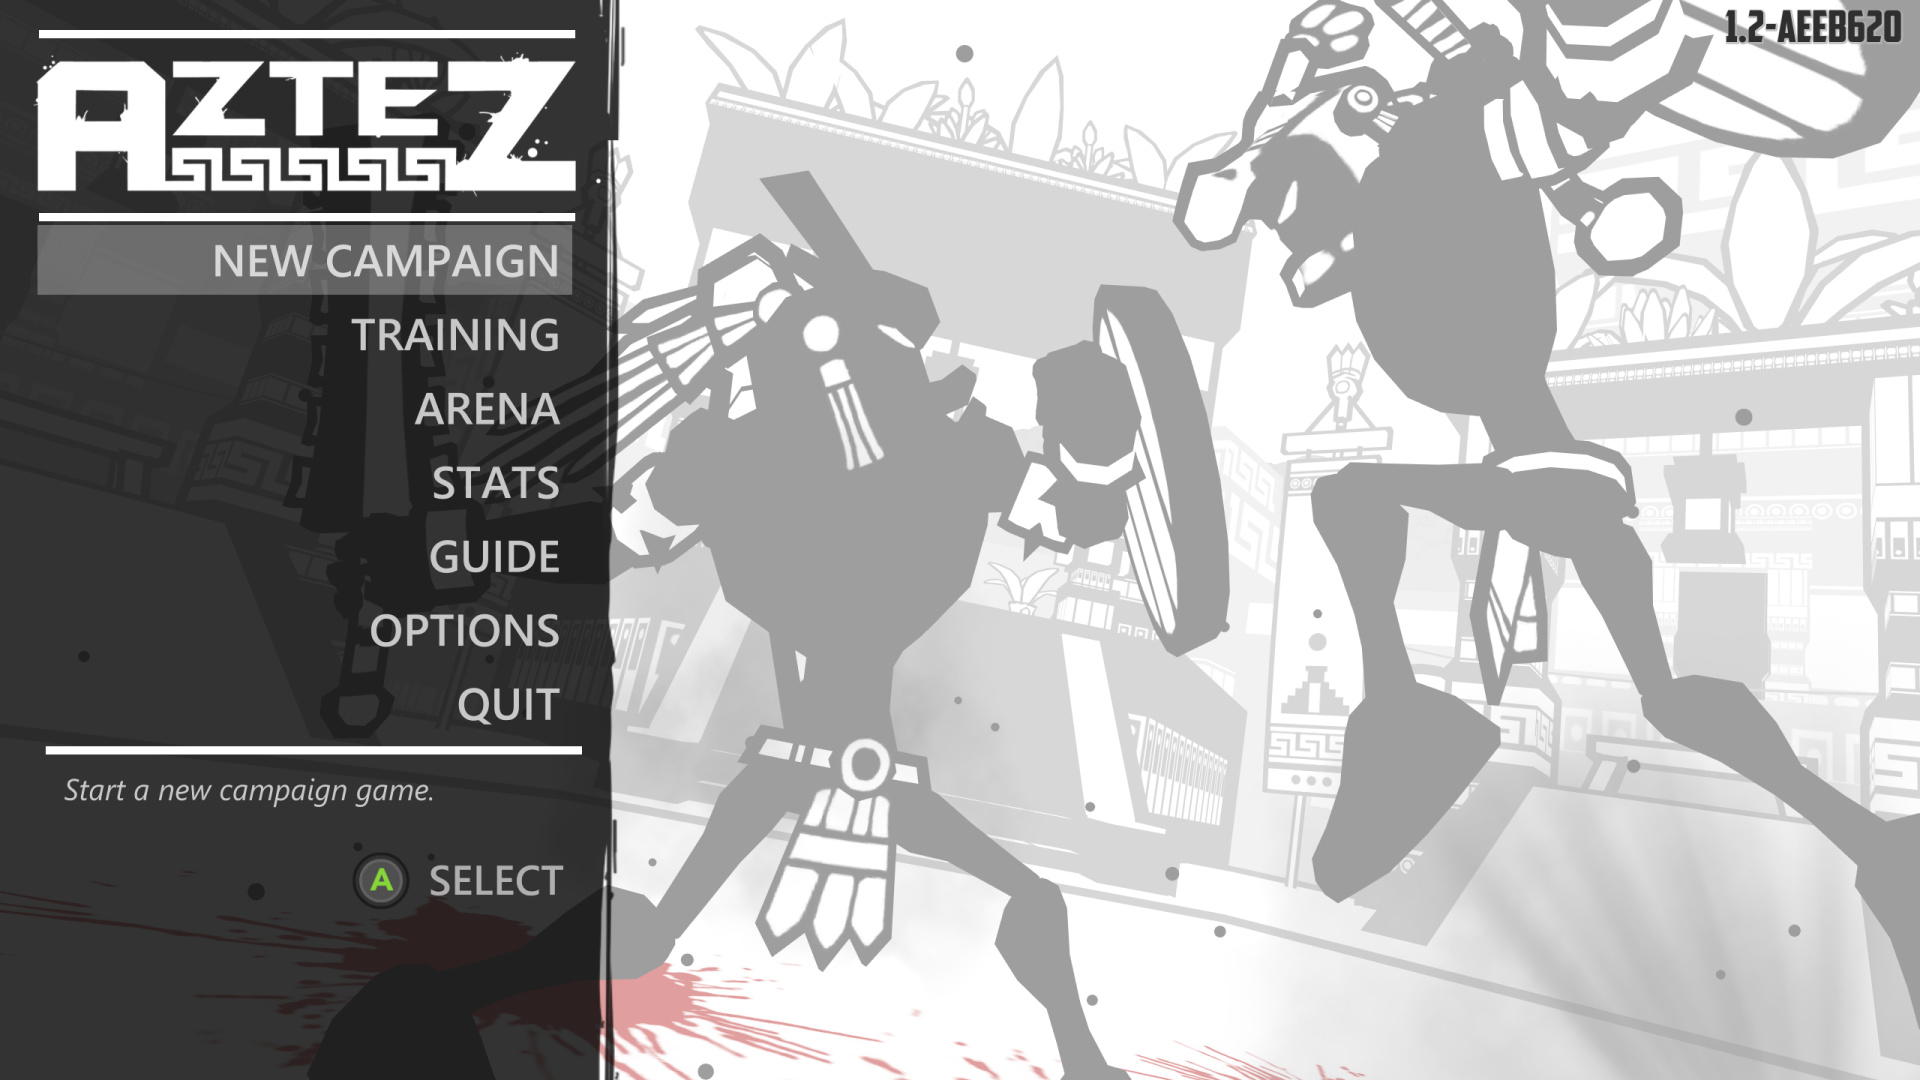 1.2-AEEB620
AZTEZ
NEW CAMPAIGN
TRAINING
ARENA
STATS
GUIDE
OPTIONS
QUIT
Start a new campaign game.
A SELECT